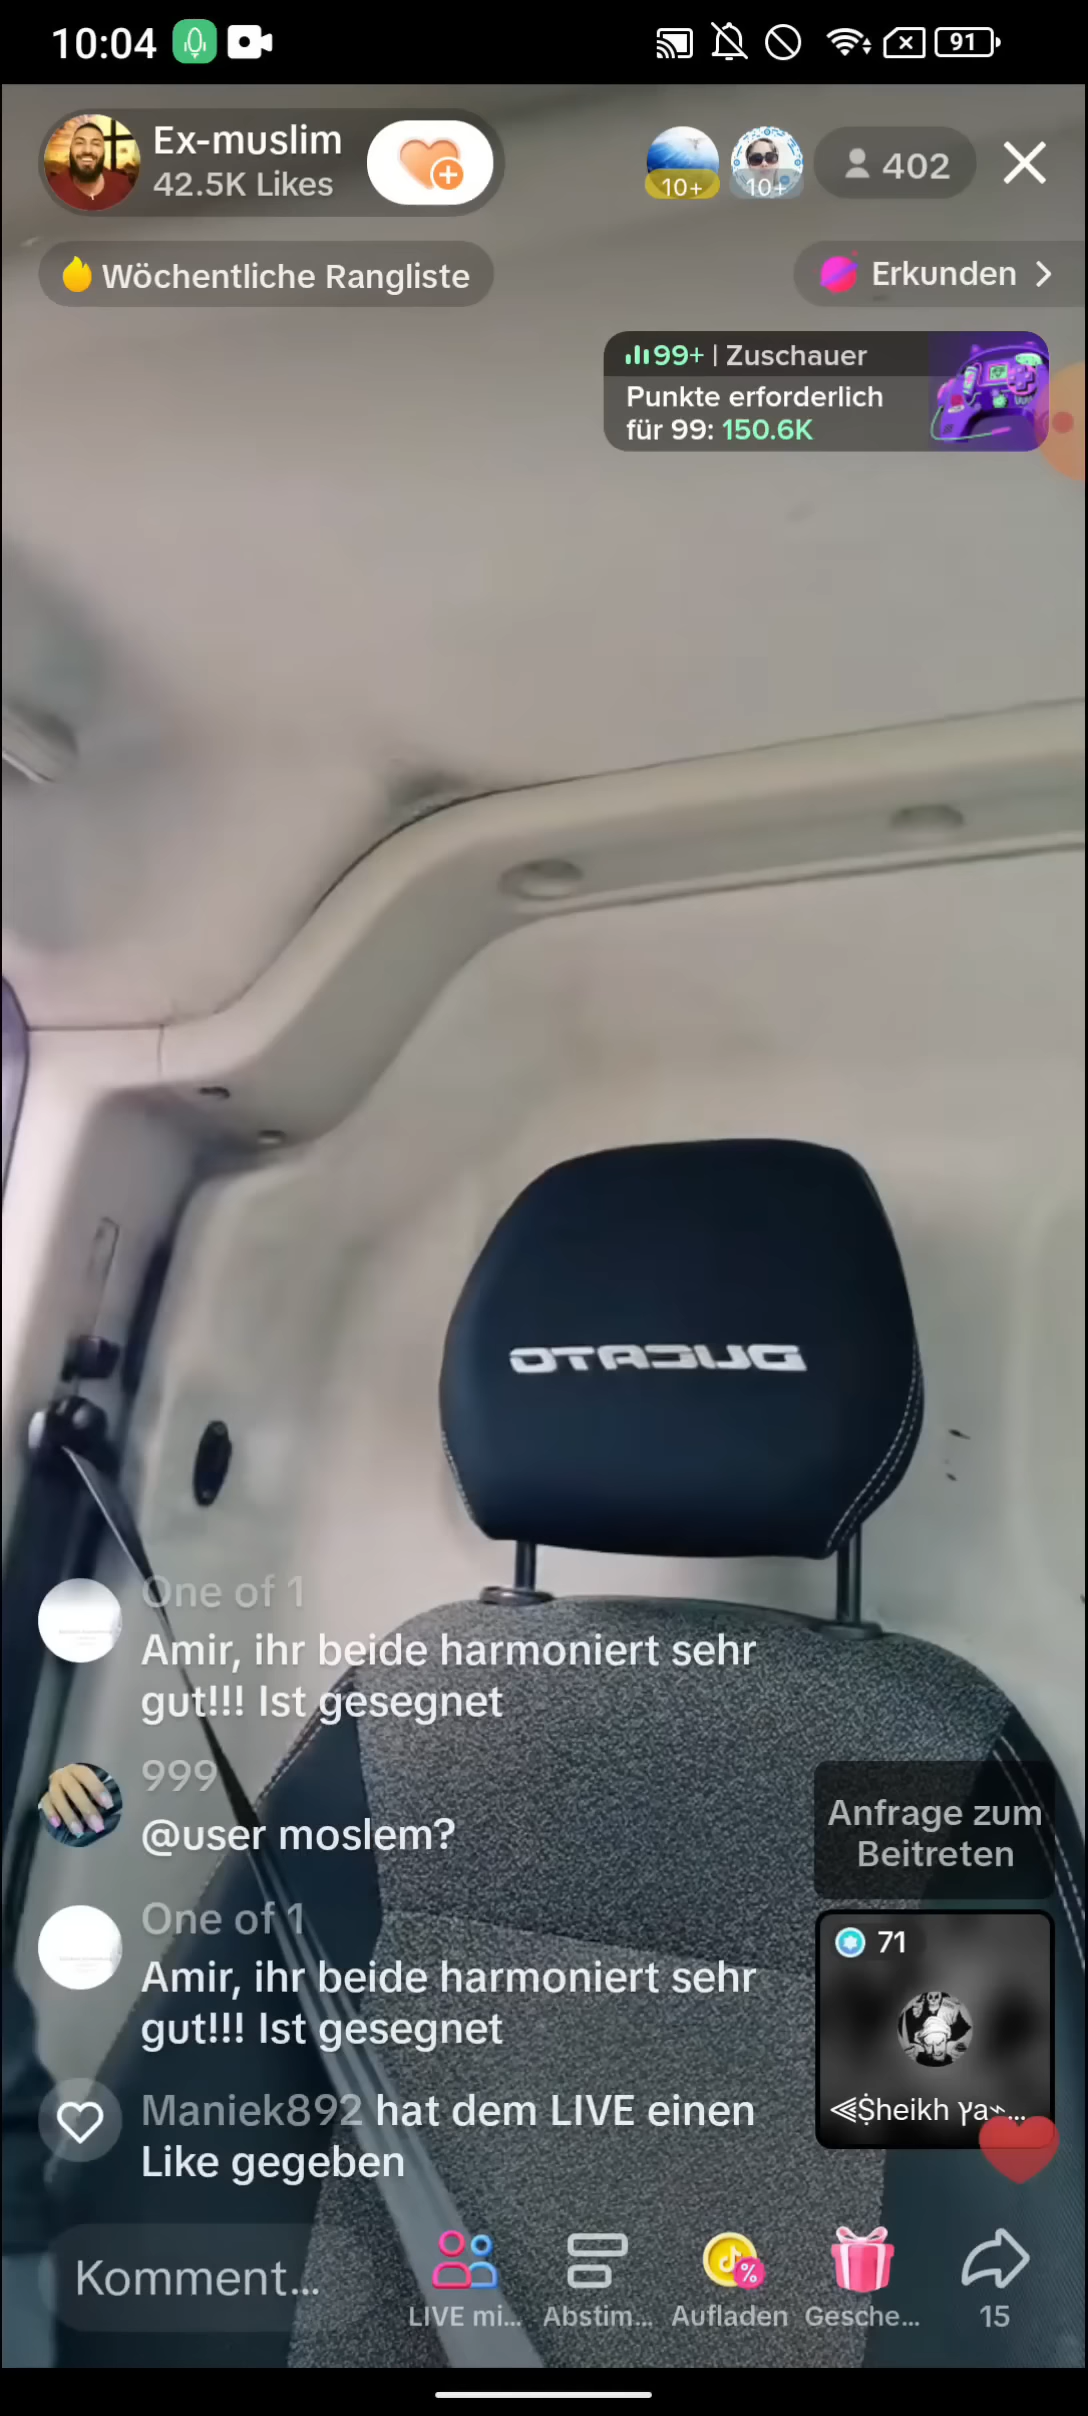 10:04
91
Ex-muslim
42.5K Likes
10+
10+
402
Wöchentliche Rangliste
Erkunden
99+ | Zuschauer
Punkte erforderlich
für 99: 150.6K
DUCATO
One of 1
Amir, ihr beide harmoniert sehr
gut!!! Ist gesegnet
999
@user moslem?
One of 1
Amir, ihr beide harmoniert sehr
gut!!! Ist gesegnet
Maniek892 hat dem LIVE einen
Like gegeben
Anfrage zum
Beitreten
71
Komment...
LIVE mi...
Abstim...
Aufladen
Gesche...
15